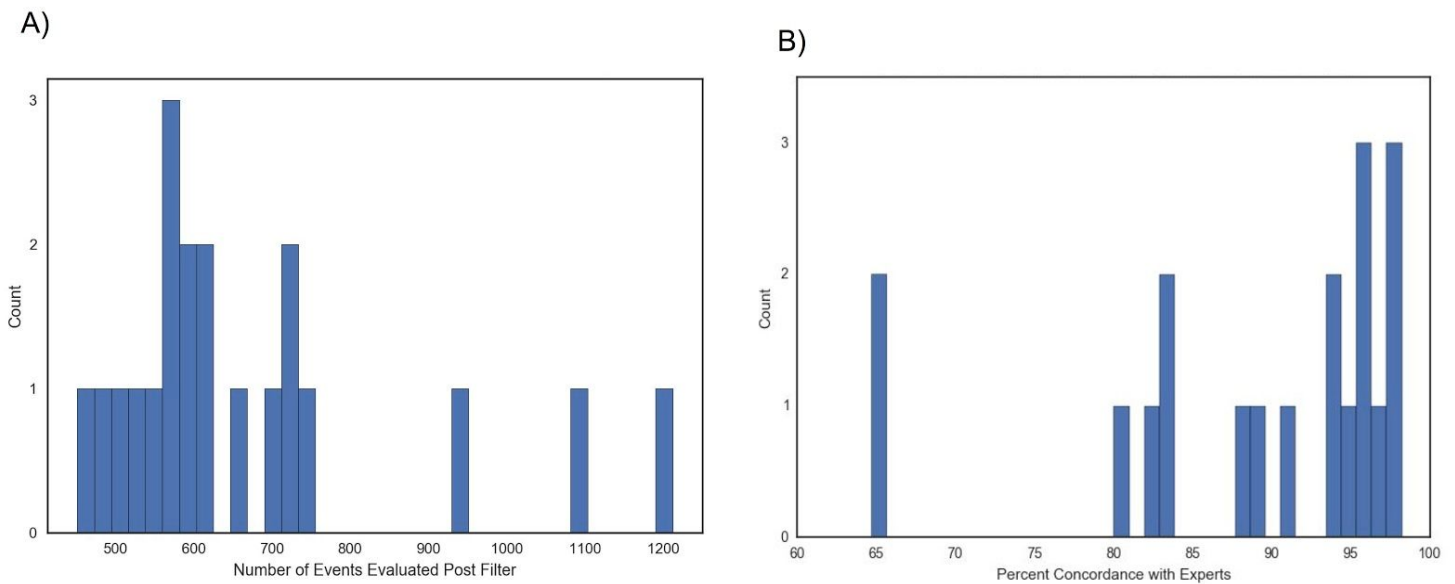 A)
3
2
1
0
Count
500 600 700 800 900 1000 1100 1200
Number of Events Evaluated Post Filter
B)
3
2
1
0
Count
60 65 70 75 80 85 90 95 100
Percent Concordance with Experts